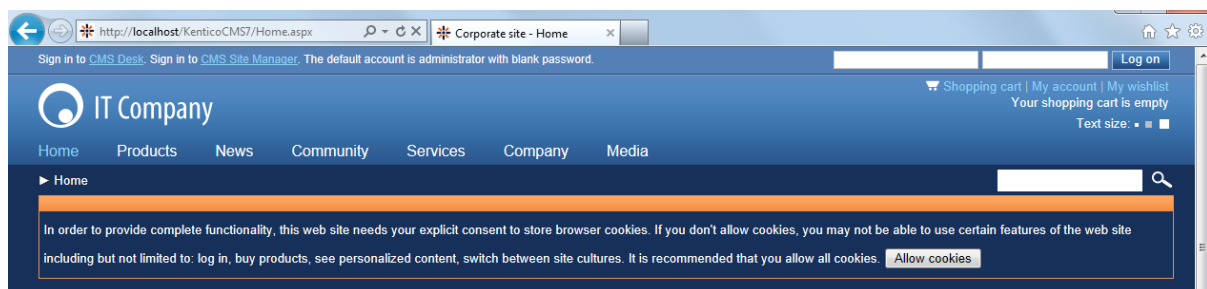 http://localhost/KenticoCMS7/Home.aspx
Corporate site - Home
Sign in to CMS Desk. Sign in to CMS Site Manager. The default account is administrator with blank password.
Log on
IT Company
Shopping cart | My account | My wishlist
Your shopping cart is empty
Text size:
Home Products News Community Services Company Media
► Home
In order to provide complete functionality, this web site needs your explicit consent to store browser cookies. If you don't allow cookies, you may not be able to use certain features of the web site
including but not limited to: log in, buy products, see personalized content, switch between site cultures. It is recommended that you allow all cookies. Allow cookies